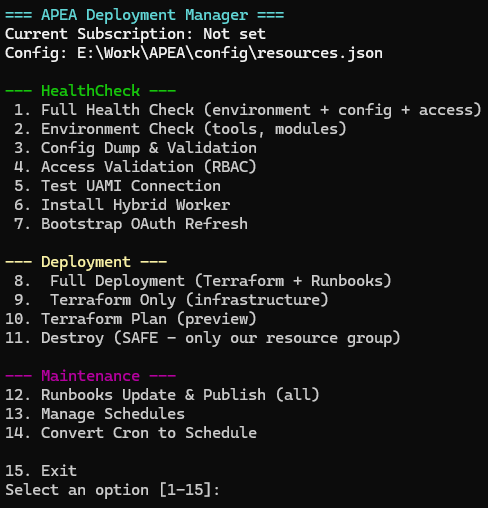 === APEA Deployment Manager ===
Current Subscription: Not set
Config: E:\Work\APEA\config\resources.json

--- HealthCheck ---
 1. Full Health Check (environment + config + access)
 2. Environment Check (tools, modules)
 3. Config Dump & Validation
 4. Access Validation (RBAC)
 5. Test UAMI Connection
 6. Install Hybrid Worker
 7. Bootstrap OAuth Refresh

--- Deployment ---
 8.  Full Deployment (Terraform + Runbooks)
 9.  Terraform Only (infrastructure)
10. Terraform Plan (preview)
11. Destroy (SAFE - only our resource group)

--- Maintenance ---
12. Runbooks Update & Publish (all)
13. Manage Schedules
14. Convert Cron to Schedule

15. Exit
Select an option [1-15]: